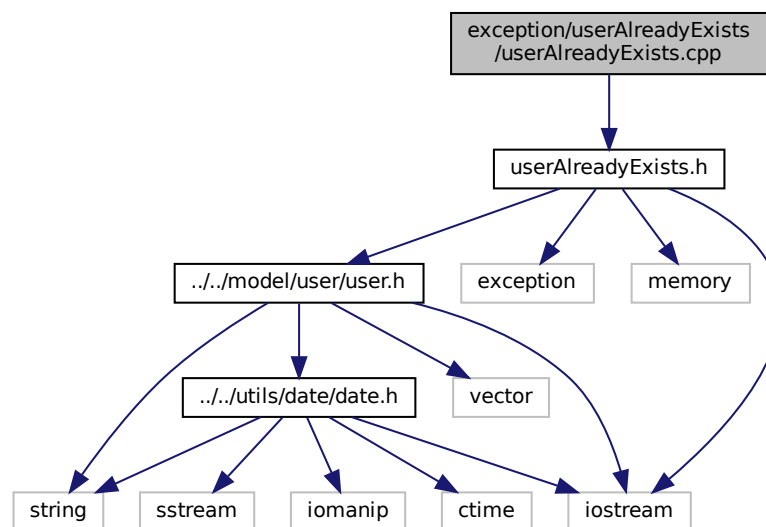 exception/userAlreadyExists
/userAlreadyExists.cpp
userAlreadyExists.h
../../model/user/user.h
exception
memory
../../utils/date/date.h
vector
string
sstream
iomanip
ctime
iostream